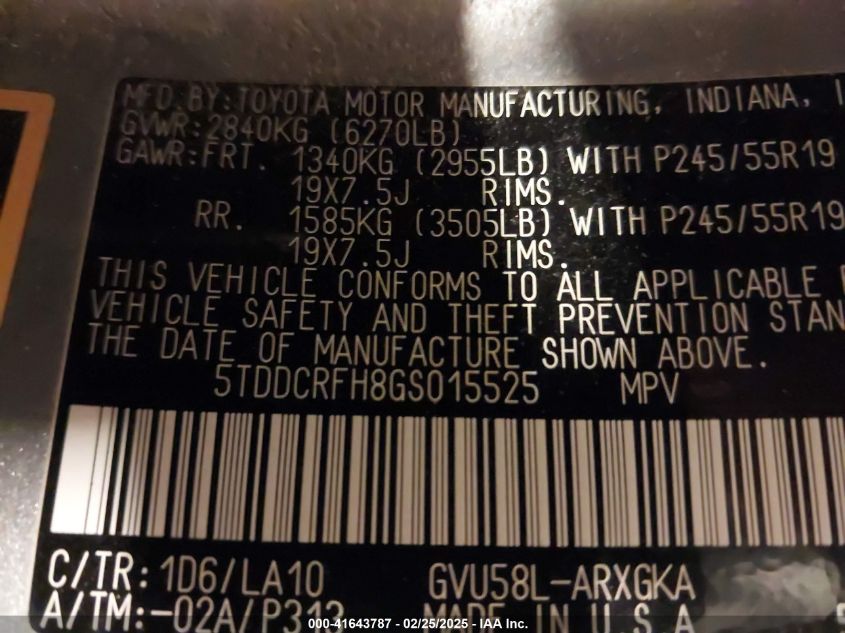 MFD.BY:TOYOTA MOTOR MANUFACTURING, INDIANA, I
GVWR:2840KG (6270LB)
GAWR:FRT. 1340KG (2955LB) WITH P245/55R19
19X7.5J RIMS.
RR. 1585KG (3505LB) WITH P245/55R19
19X7.5J RIMS.
THIS VEHICLE CONFORMS TO ALL APPLICABLE
VEHICLE SAFETY AND THEFT PREVENTION STAN
THE DATE OF MANUFACTURE SHOWN ABOVE.
5TDDCRFH8GS015525 MPV
C/TR: 1D6/LA10 GVU58L-ARXGKA
A/TM:-02A/P313 MADE IN U.S.A
000-41643787 - 02/25/2025 - IAA, Inc.